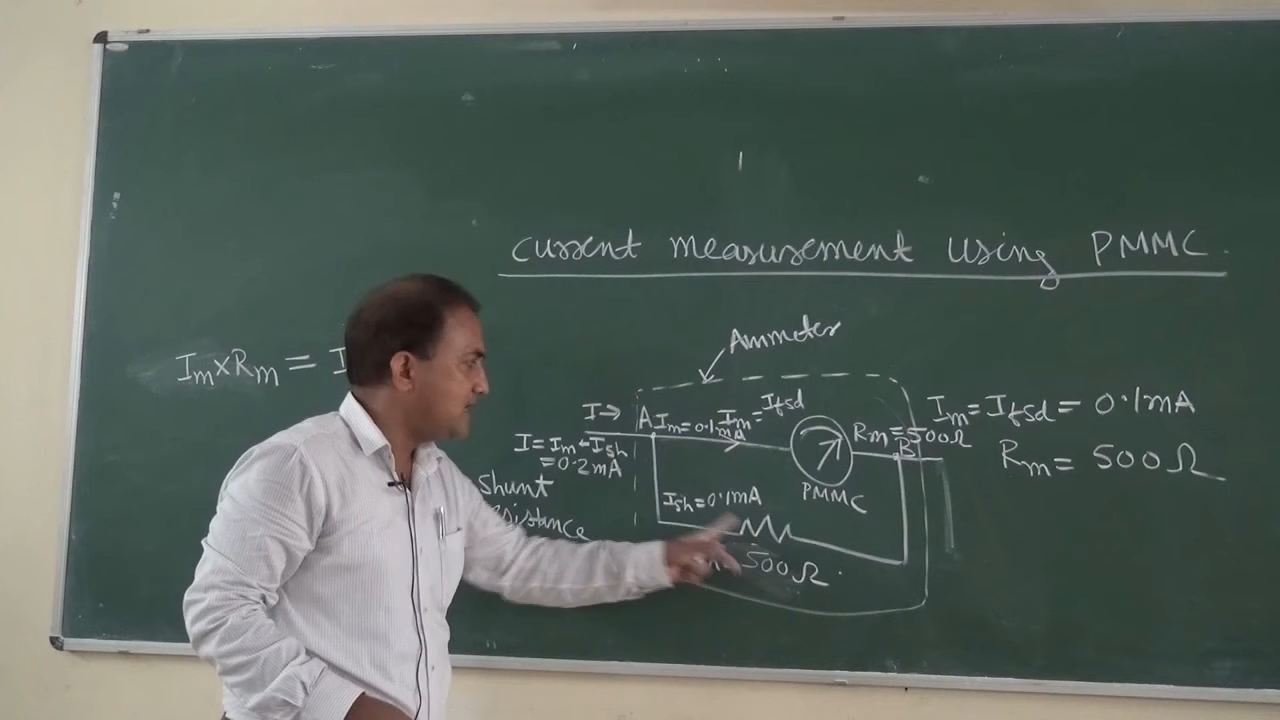 Current measurement using PMMC
Ammeter
Im×Rm = I
I→
A
Im=0.1mA
Im=Ifsd
Rm=500Ω
B
Im=Ifsd= 0.1mA
Rm= 500Ω
I=Im+Ish
=0.2mA
PMMC
Shunt
Ish=0.1mA
500Ω